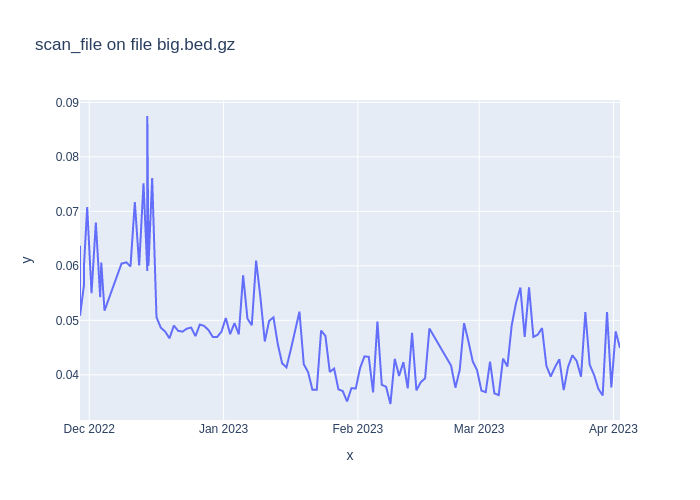 scan_file on file big.bed.gz
0.09
0.08
0.07
0.06
0.05
0.04
y
Dec 2022
Jan 2023
Feb 2023
Mar 2023
Apr 2023
x